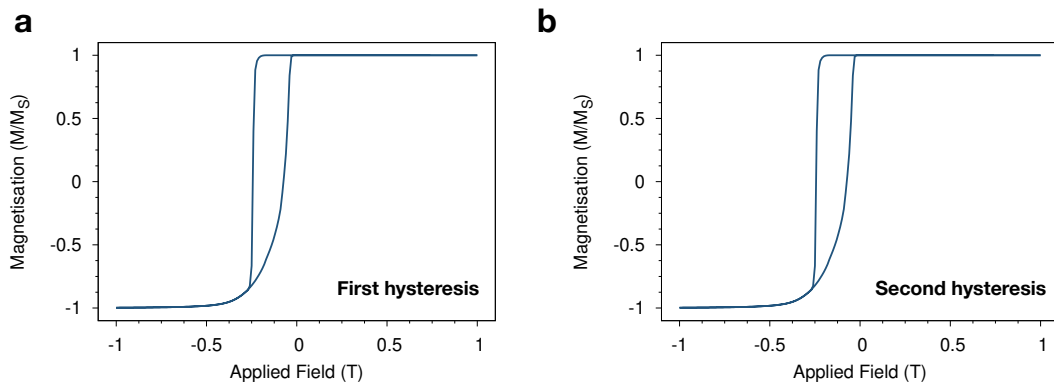 a
Magnetisation (M/M_S)
1
0.5
0
-0.5
-1
First hysteresis
-1
-0.5
0
0.5
1
Applied Field (T)
b
Magnetisation (M/M_S)
1
0.5
0
-0.5
-1
Second hysteresis
-1
-0.5
0
0.5
1
Applied Field (T)